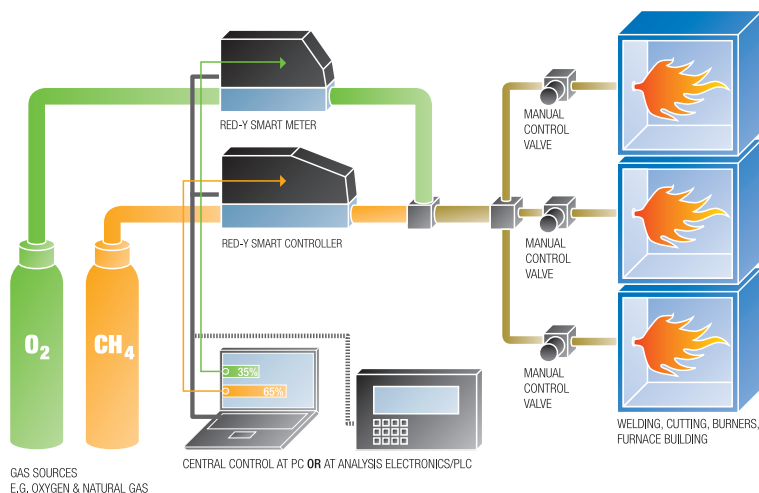 RED-Y SMART METER
RED-Y SMART CONTROLLER
MANUAL
CONTROL
VALVE
MANUAL
CONTROL
VALVE
MANUAL
CONTROL
VALVE
O2
CH4
35%
65%
WELDING, CUTTING, BURNERS,
FURNACE BUILDING
CENTRAL CONTROL AT PC OR AT ANALYSIS ELECTRONICS/PLC
GAS SOURCES
E.G. OXYGEN & NATURAL GAS